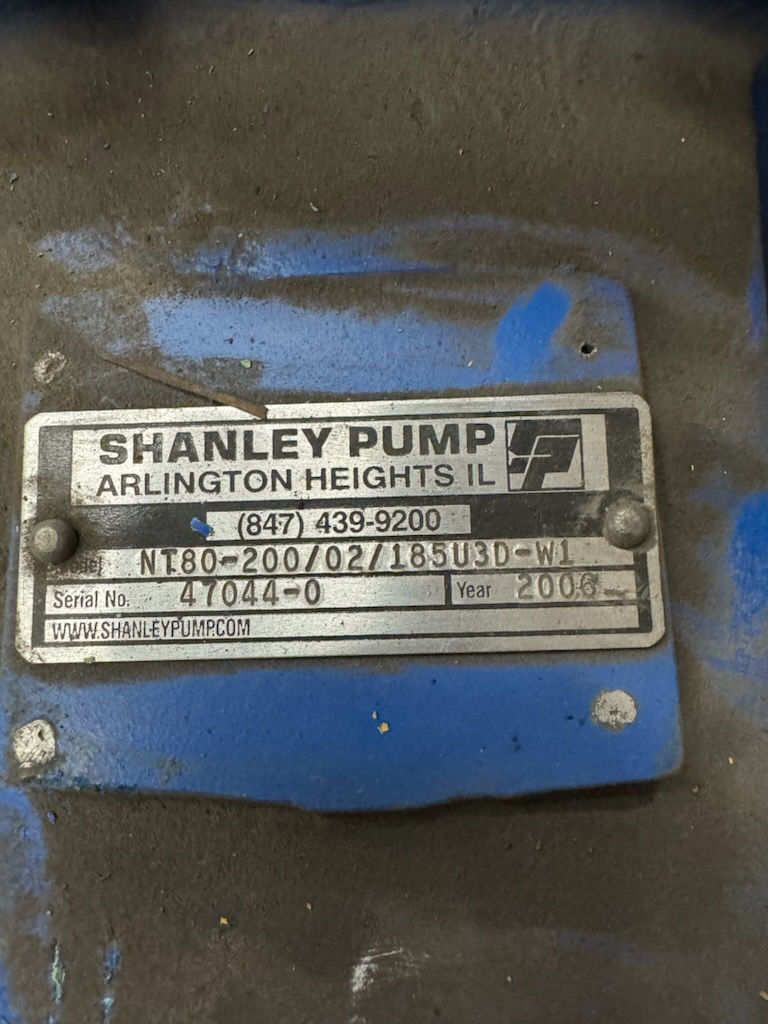 SHANLEY PUMP
ARLINGTON HEIGHTS IL
(847) 439-9200
Model NT80-200/02/185U3D-W1
Serial No. 47044-0 Year 2006
WWW.SHANLEYPUMP.COM